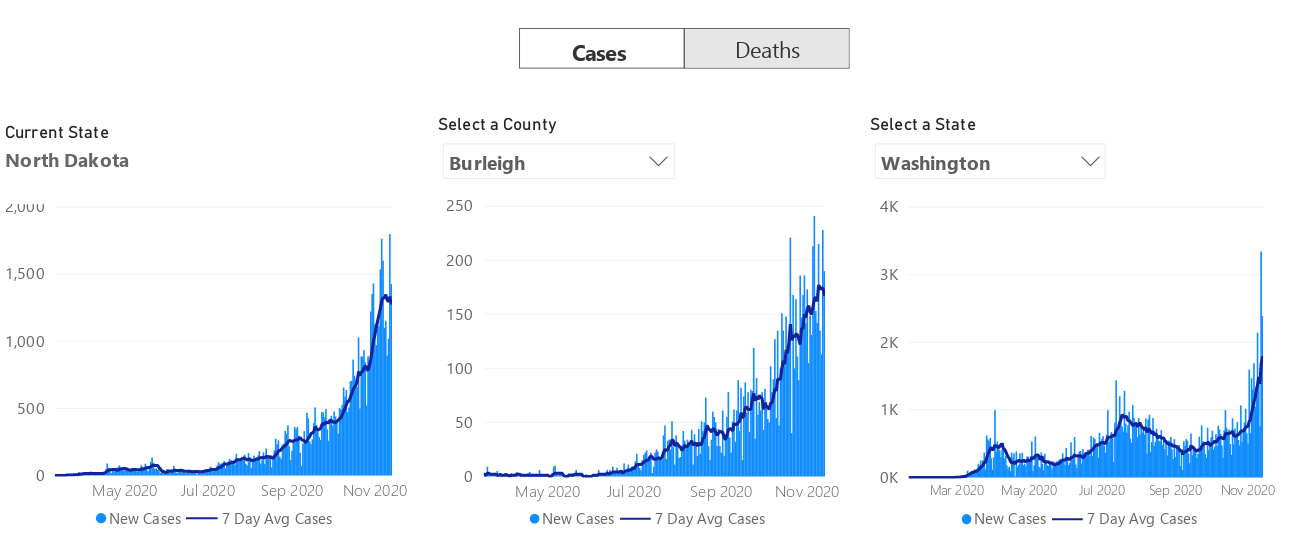 Cases Deaths
Current State
North Dakota
Select a County
Burleigh
Select a State
Washington
2,000
1,500
1,000
500
0
May 2020 Jul 2020 Sep 2020 Nov 2020
New Cases 7 Day Avg Cases
250
200
150
100
50
0
May 2020 Jul 2020 Sep 2020 Nov 2020
New Cases 7 Day Avg Cases
4K
3K
2K
1K
0K
Mar 2020 May 2020 Jul 2020 Sep 2020 Nov 2020
New Cases 7 Day Avg Cases